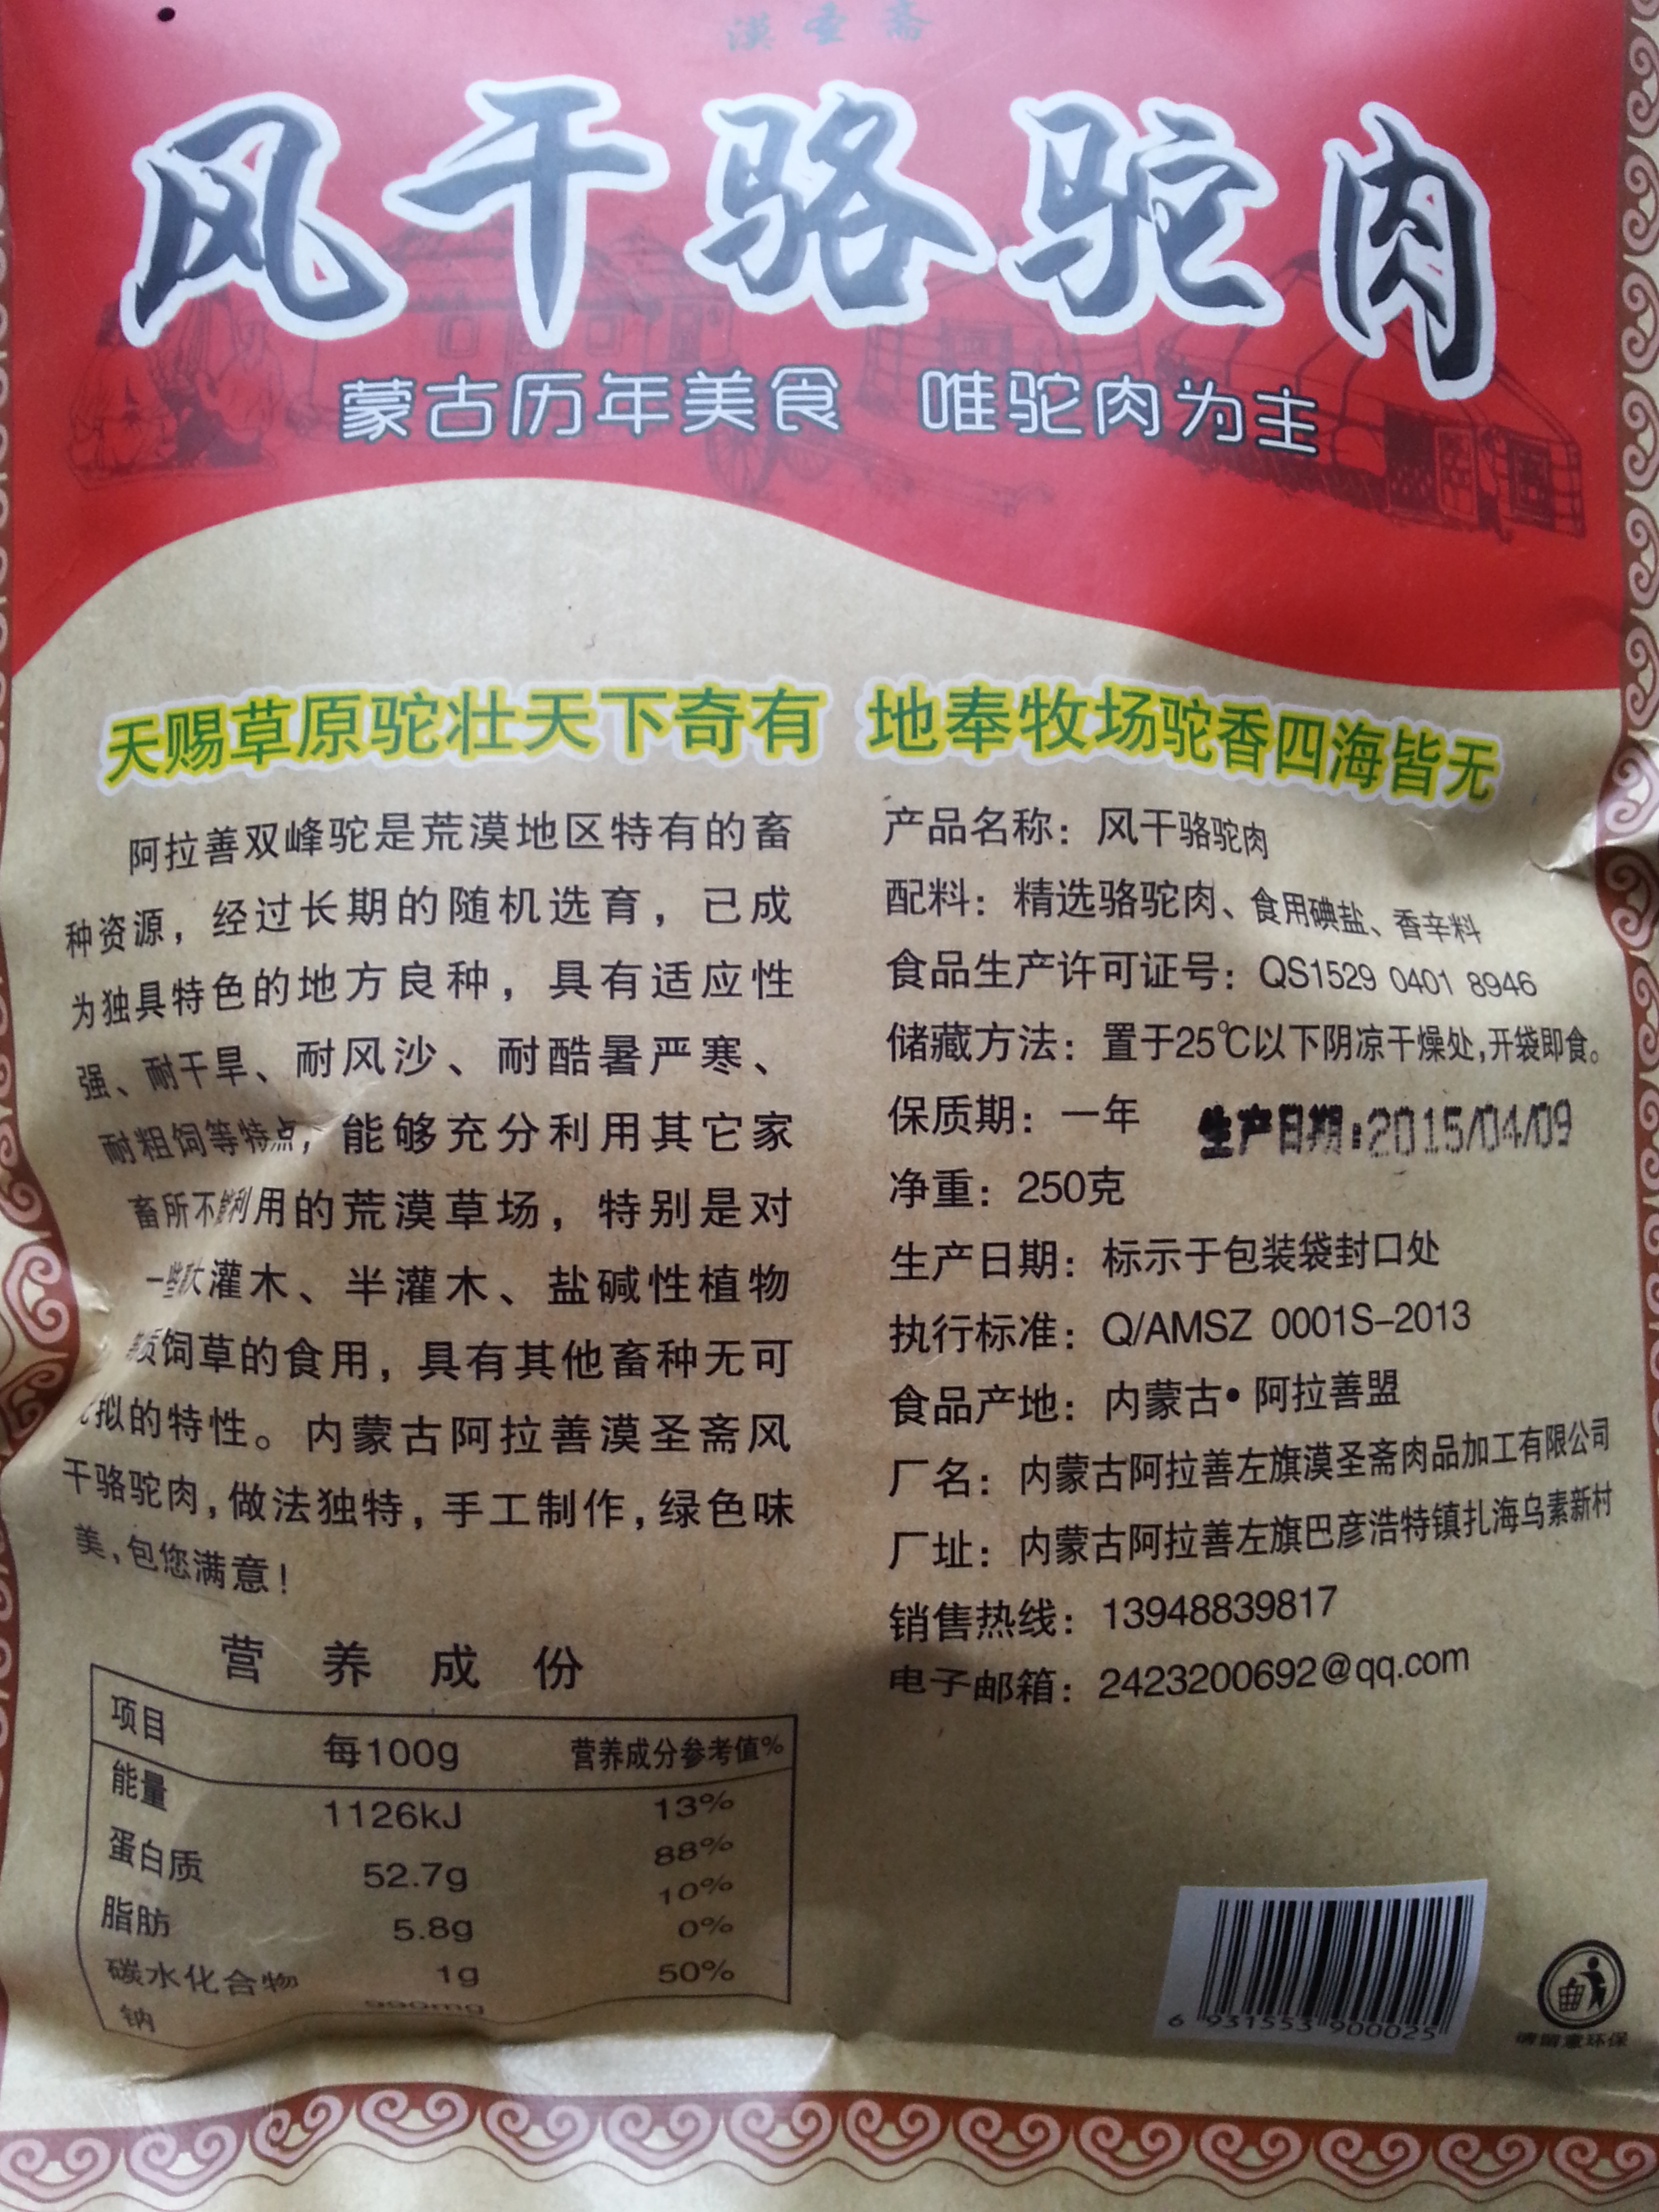 漠圣斋
风干骆驼肉
蒙古历年美食 唯驼肉为主
天赐草原驼壮天下奇有 地奉牧场驼香四海皆无
阿拉善双峰驼是荒漠地区特有的畜
种资源，经过长期的随机选育，已成
为独具特色的地方良种，具有适应性
强、耐干旱、耐风沙、耐酷暑严寒、
耐粗饲等特点，能够充分利用其它家
畜所不能利用的荒漠草场，特别是对
一些灌木、半灌木、盐碱性植物
质饲草的食用，具有其他畜种无可
拟的特性。内蒙古阿拉善漠圣斋风
干骆驼肉，做法独特，手工制作，绿色味
美，包您满意！
产品名称：风干骆驼肉
配料：精选骆驼肉、食用碘盐、香辛料
食品生产许可证号：QS1529 0401 8946
储藏方法：置于25℃以下阴凉干燥处，开袋即食。
保质期：一年 生产日期:2015/04/09
净重：250克
生产日期：标示于包装袋封口处
执行标准：Q/AMSZ 0001S-2013
食品产地：内蒙古•阿拉善盟
厂名：内蒙古阿拉善左旗漠圣斋肉品加工有限公司
厂址：内蒙古阿拉善左旗巴彦浩特镇扎海乌素新村
销售热线：13948839817
电子邮箱：2423200692@qq.com
营养成份
项目 每100g 营养成分参考值%
能量 1126kJ 13%
蛋白质 52.7g 88%
脂肪 5.8g 10%
碳水化合物 1g 0%
钠 990mg 50%
6 931553 900025
请留意环保